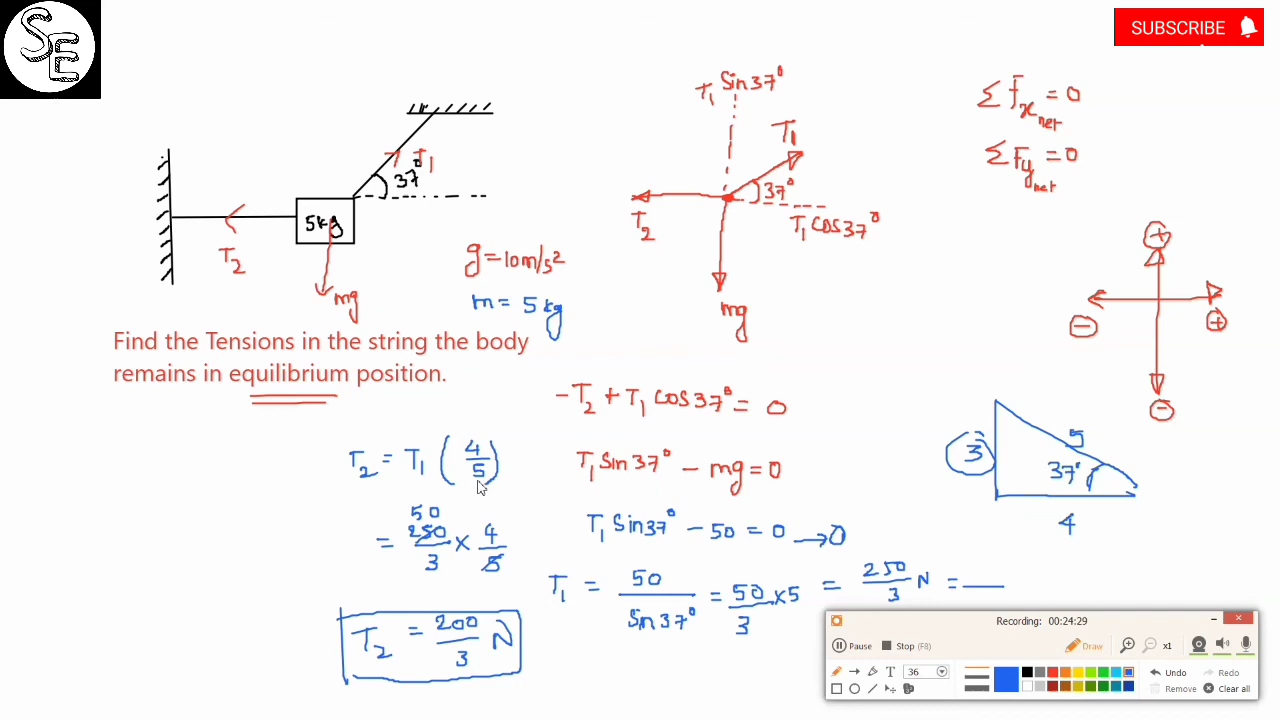 SE
SUBSCRIBE
T₁
37°
5kg
T₂
mg
g = 10m/s²
m = 5 kg
Find the Tensions in the string the body
remains in equilibrium position.
T₁ Sin37°
T₁
37°
T₂
T₁ Cos37°
mg
ΣFx net = 0
ΣFy net = 0
+
−
+
−
-T₂ + T₁ Cos37° = 0
T₁ Sin37° - mg = 0
T₁ Sin37° - 50 = 0 →0
T₁ = 50/Sin37° = 50/3 ×5 = 250/3 N = —
T₂ = T₁ (4/5)
50
= 250/3 × 4/5
T₂ = 200/3 N
3
5
37°
4
Recording: 00:24:29
Pause Stop (F8) Draw x1
T 36 Undo Redo
Remove Clear all